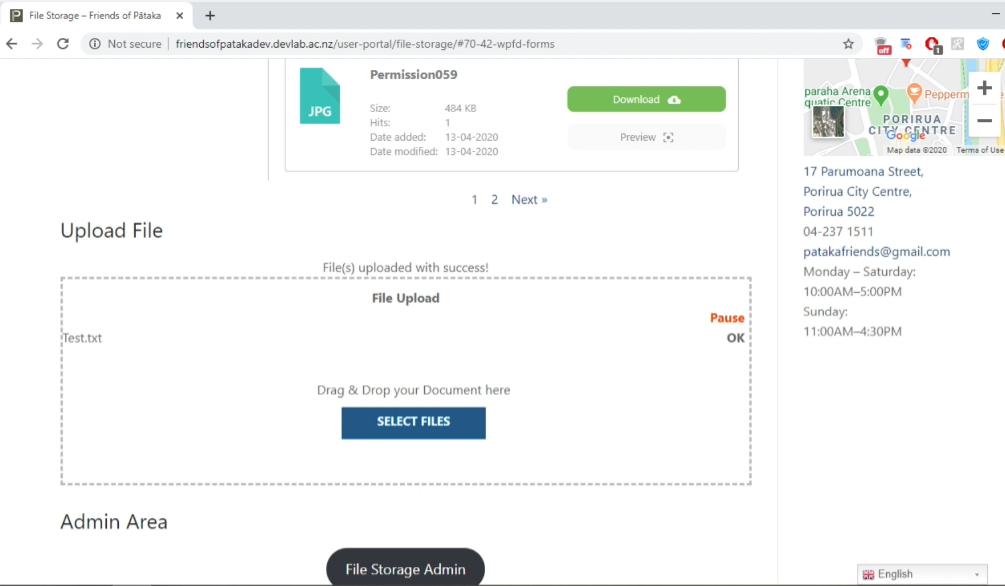 File Storage – Friends of Pātaka
Not secure
friendsofpatakadev.devlab.ac.nz/user-portal/file-storage/#70-42-wpfd-forms
off
1
JPG
Permission059
Size: 484 KB
Hits: 1
Date added: 13-04-2020
Date modified: 13-04-2020
Download
Preview
1 2 Next »
Upload File
File(s) uploaded with success!
File Upload
Pause
Test.txt OK
Drag & Drop your Document here
SELECT FILES
Admin Area
File Storage Admin
paraha Arena
quatic Centre
Pepperm
PORIRUA
CITY CENTRE
Google
Map data ©2020 Terms of Use
17 Parumoana Street,
Porirua City Centre,
Porirua 5022
04-237 1511
patakafriends@gmail.com
Monday – Saturday:
10:00AM–5:00PM
Sunday:
11:00AM–4:30PM
English